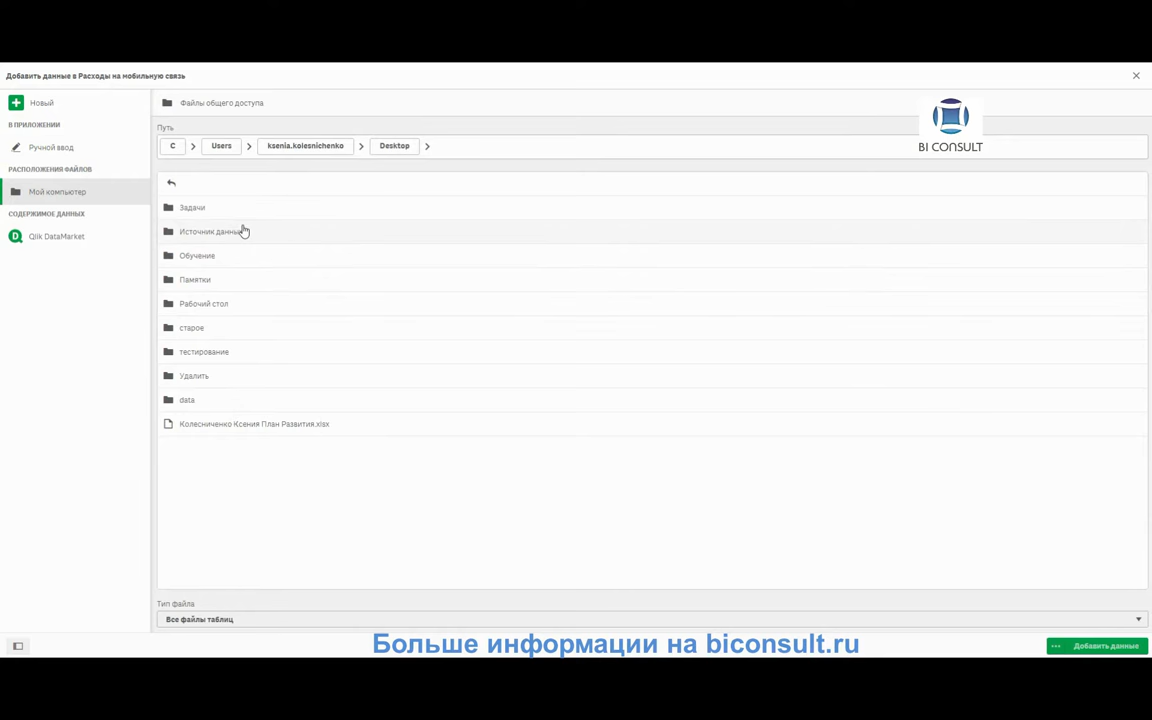 Добавить данные в Расходы на мобильную связь
Новый
В ПРИЛОЖЕНИИ
Ручной ввод
РАСПОЛОЖЕНИЯ ФАЙЛОВ
Мой компьютер
СОДЕРЖИМОЕ ДАННЫХ
Qlik DataMarket
Файлы общего доступа
BI CONSULT
Путь
C Users ksenia.kolesnichenko Desktop
Задачи
Источник данных
Обучение
Памятки
Рабочий стол
старое
тестирование
Удалить
data
Колесниченко Ксения План Развития.xlsx
Тип файла
Все файлы таблиц
Больше информации на biconsult.ru
Добавить данные